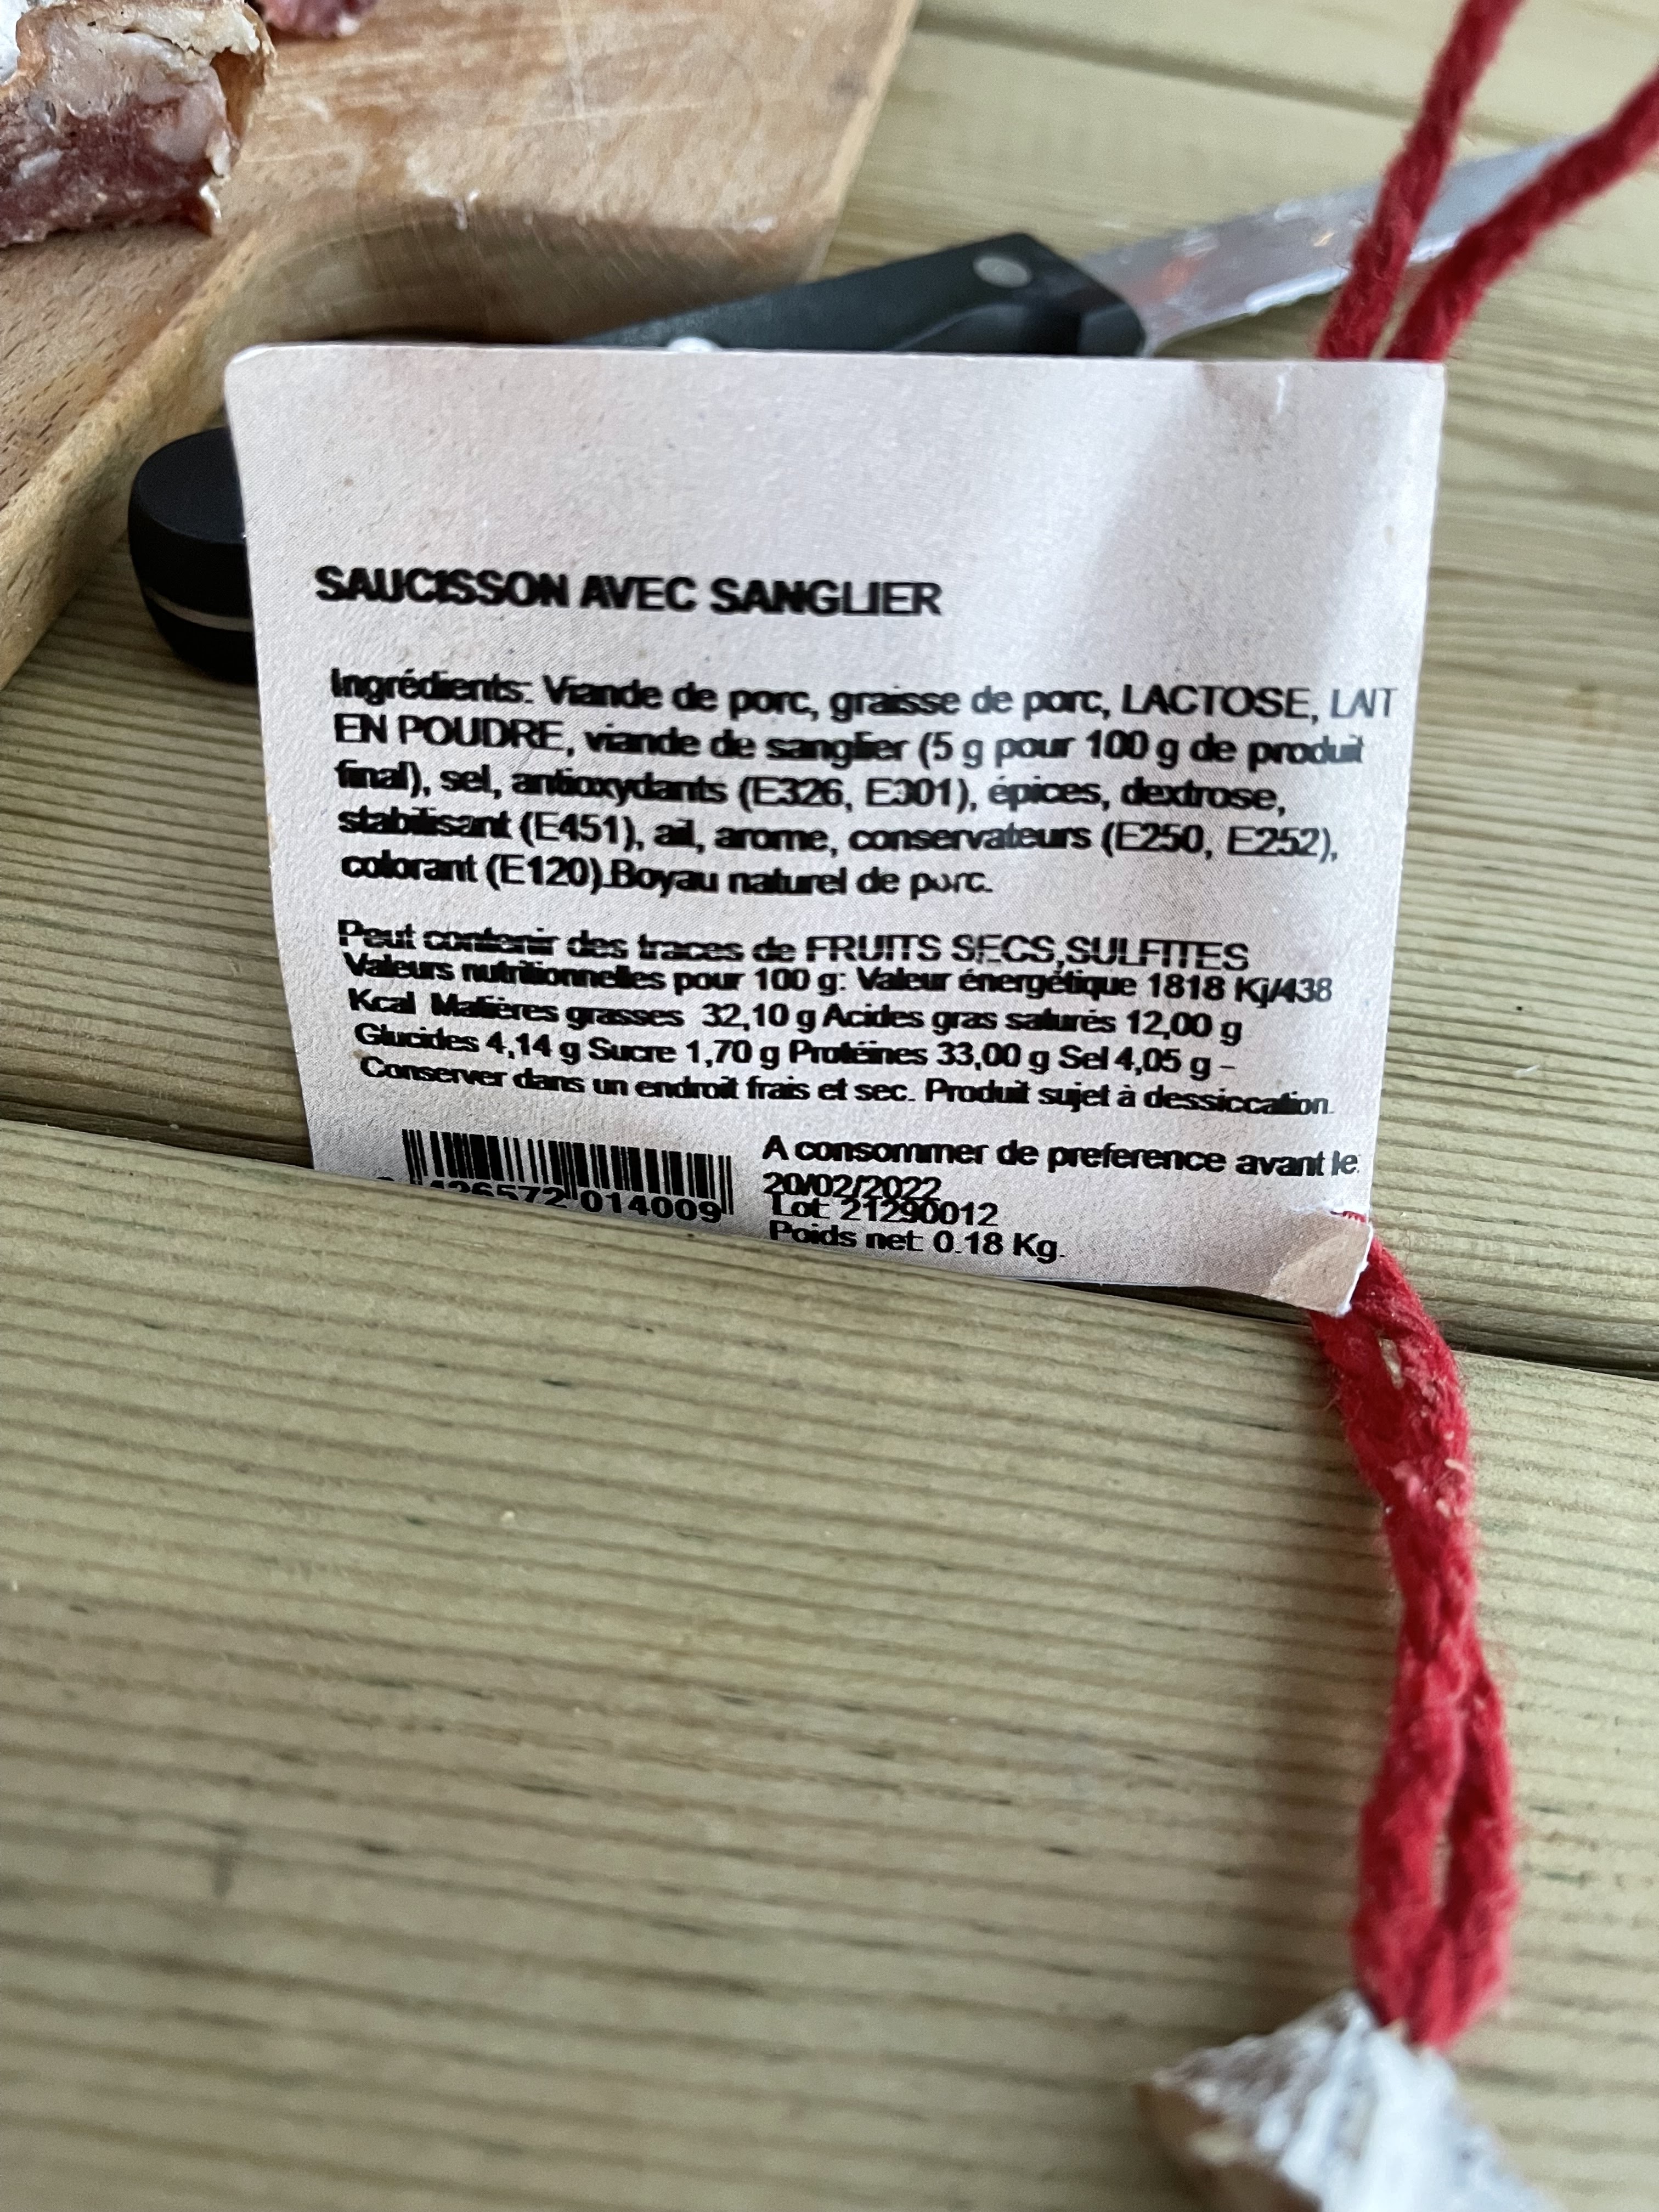 SAUCISSON AVEC SANGLIER
Ingrédients: Viande de porc, graisse de porc, LACTOSE, LAIT
EN POUDRE, viande de sanglier (5 g pour 100 g de produit
final), sel, antioxydants (E326, E301), épices, dextrose,
stabilisant (E451), ail, arome, conservateurs (E250, E252),
colorant (E120).Boyau naturel de porc.
Peut contenir des traces de FRUITS SECS,SULFITES
Valeurs nutritionnelles pour 100 g: Valeur énergétique 1818 Kj/438
Kcal Matières grasses 32,10 g Acides gras saturés 12,00 g
Glucides 4,14 g Sucre 1,70 g Protéines 33,00 g Sel 4,05 g -
Conserver dans un endroit frais et sec. Produit sujet à dessiccation.
A consommer de preference avant le:
20/02/2022
Lot: 21290012
Poids net: 0.18 Kg.
426572 014009